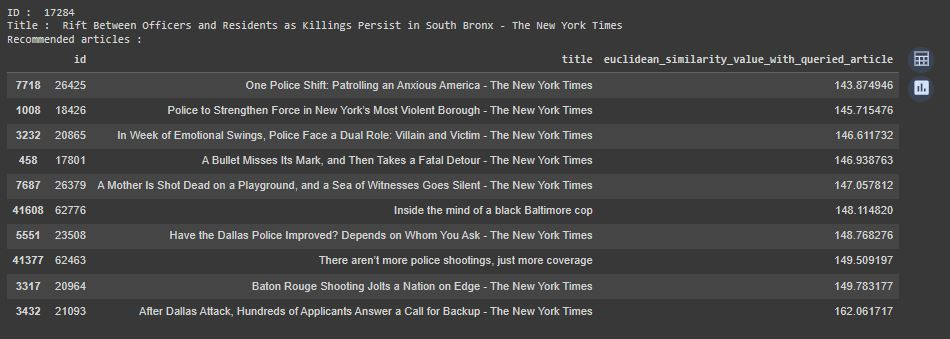 ID :  17284
Title :  Rift Between Officers and Residents as Killings Persist in South Bronx - The New York Times
Recommended articles :
id title euclidean_similarity_value_with_queried_article
7718 26425 One Police Shift: Patrolling an Anxious America - The New York Times 143.874946
1008 18426 Police to Strengthen Force in New York's Most Violent Borough - The New York Times 145.715476
3232 20865 In Week of Emotional Swings, Police Face a Dual Role: Villain and Victim - The New York Times 146.611732
458 17801 A Bullet Misses Its Mark, and Then Takes a Fatal Detour - The New York Times 146.938763
7687 26379 A Mother Is Shot Dead on a Playground, and a Sea of Witnesses Goes Silent - The New York Times 147.057812
41608 62776 Inside the mind of a black Baltimore cop 148.114820
5551 23508 Have the Dallas Police Improved? Depends on Whom You Ask - The New York Times 148.768276
41377 62463 There aren't more police shootings, just more coverage 149.509197
3317 20964 Baton Rouge Shooting Jolts a Nation on Edge - The New York Times 149.783177
3432 21093 After Dallas Attack, Hundreds of Applicants Answer a Call for Backup - The New York Times 162.061717